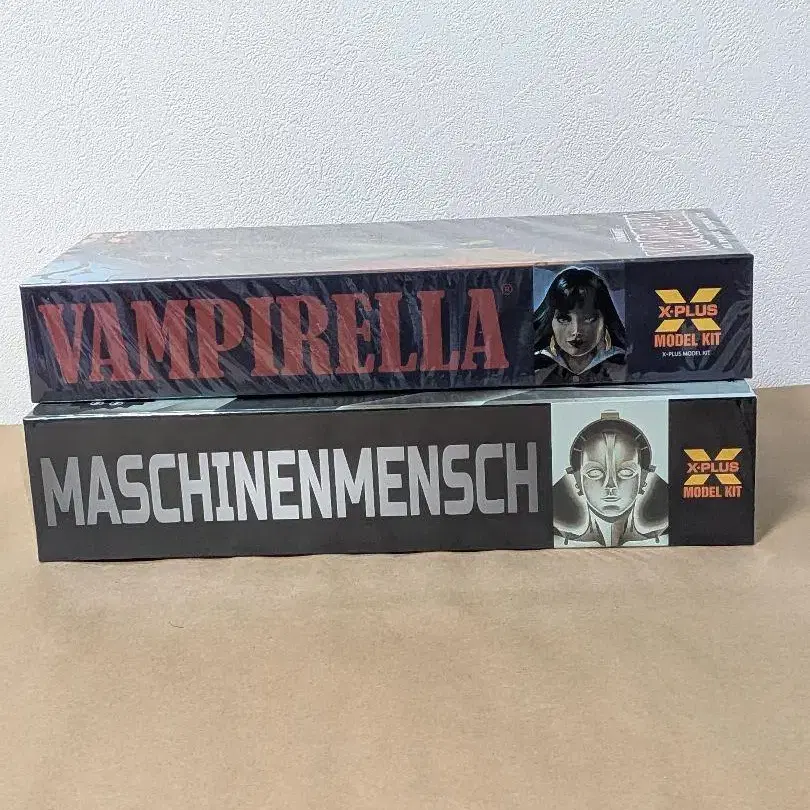 VAMPIRELLA®
X-PLUS
MODEL KIT
X-PLUS MODEL KIT
MASCHINENMENSCH
X-PLUS
MODEL KIT